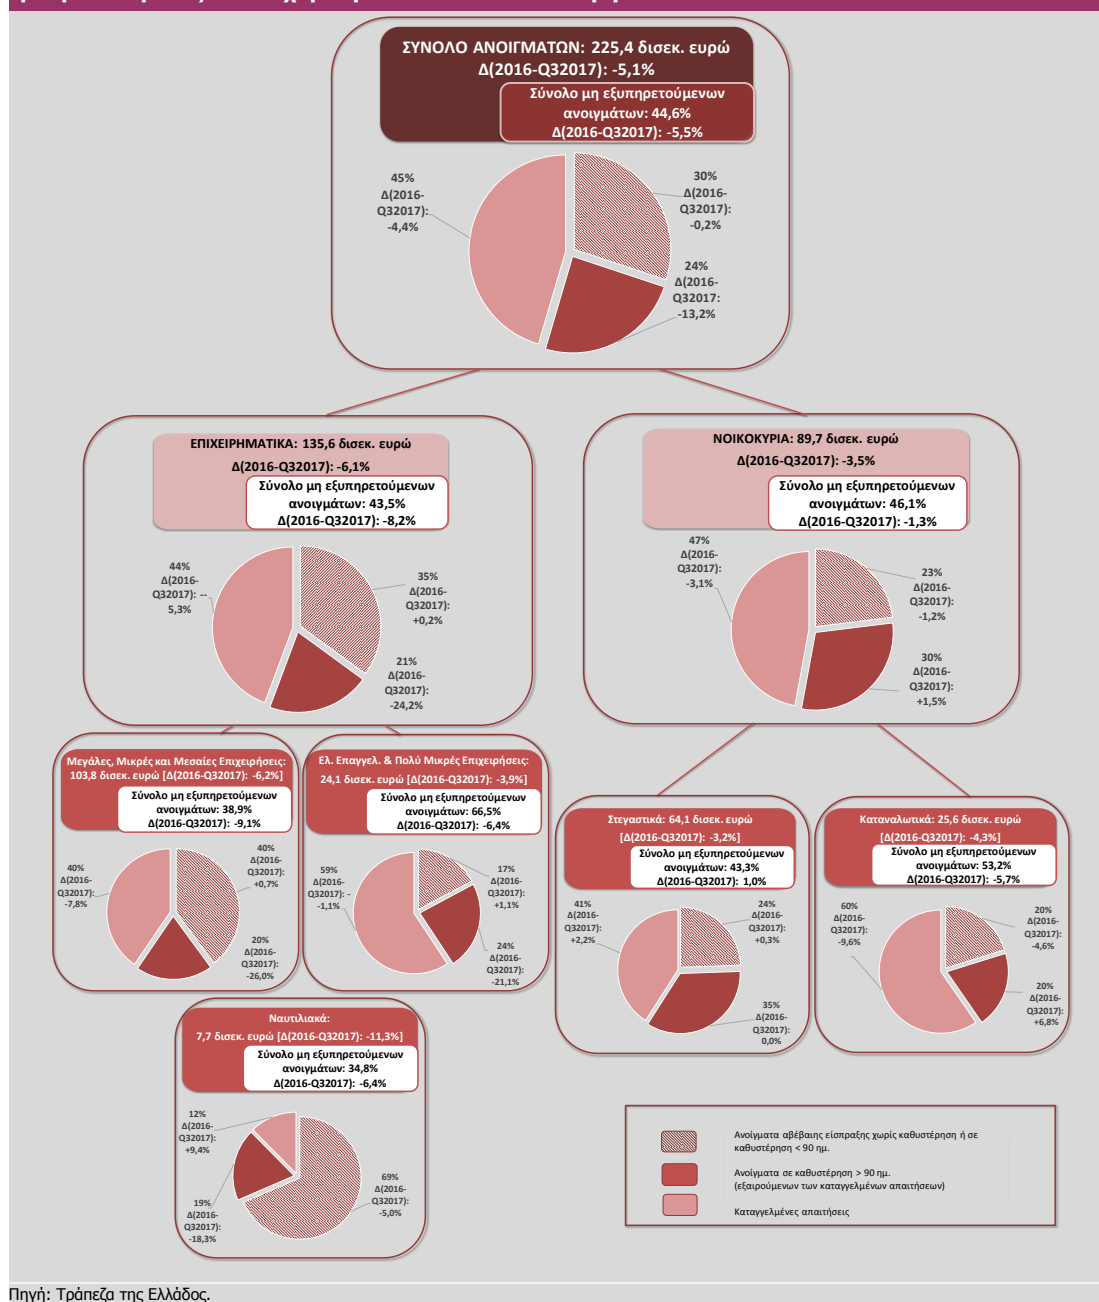 ΣΥΝΟΛΟ ΑΝΟΙΓΜΑΤΩΝ: 225,4 δισεκ. ευρώ
Δ(2016-Q32017): -5,1%
Σύνολο μη εξυπηρετούμενων
ανοιγμάτων: 44,6%
Δ(2016-Q32017): -5,5%
45%
Δ(2016-
Q32017):
-4,4%
30%
Δ(2016-
Q32017):
-0,2%
24%
Δ(2016-
Q32017:
-13,2%
ΕΠΙΧΕΙΡΗΜΑΤΙΚΑ: 135,6 δισεκ. ευρώ
Δ(2016-Q32017): -6,1%
Σύνολο μη εξυπηρετούμενων
ανοιγμάτων: 43,5%
Δ(2016-Q32017): -8,2%
44%
Δ(2016-
Q32017): --
5,3%
35%
Δ(2016-
Q32017):
+0,2%
21%
Δ(2016-
Q32017):
-24,2%
ΝΟΙΚΟΚΥΡΙΑ: 89,7 δισεκ. ευρώ
Δ(2016-Q32017): -3,5%
Σύνολο μη εξυπηρετούμενων
ανοιγμάτων: 46,1%
Δ(2016-Q32017): -1,3%
47%
Δ(2016-
Q32017):
-3,1%
23%
Δ(2016-
Q32017):
-1,2%
30%
Δ(2016-
Q32017):
+1,5%
Μεγάλες, Μικρές και Μεσαίες Επιχειρήσεις:
103,8 δισεκ. ευρώ [Δ(2016-Q32017): -6,2%]
Σύνολο μη εξυπηρετούμενων
ανοιγμάτων: 38,9%
Δ(2016-Q32017): -9,1%
40%
Δ(2016-
Q32017):
-7,8%
40%
Δ(2016-
Q32017):
+0,7%
20%
Δ(2016-
Q32017):
-26,0%
Ελ. Επαγγελ. & Πολύ Μικρές Επιχειρήσεις:
24,1 δισεκ. ευρώ [Δ(2016-Q32017): -3,9%]
Σύνολο μη εξυπηρετούμενων
ανοιγμάτων: 66,5%
Δ(2016-Q32017): -6,4%
59%
Δ(2016-
Q32017): -
-1,1%
17%
Δ(2016-
Q32017):
+1,1%
24%
Δ(2016-
Q32017):
-21,1%
Στεγαστικά: 64,1 δισεκ. ευρώ
[Δ(2016-Q32017): -3,2%]
Σύνολο μη εξυπηρετούμενων
ανοιγμάτων: 43,3%
Δ(2016-Q32017): 1,0%
41%
Δ(2016-
Q32017):
+2,2%
24%
Δ(2016-
Q32017):
+0,3%
35%
Δ(2016-
Q32017):
0,0%
Καταναλωτικά: 25,6 δισεκ. ευρώ
[Δ(2016-Q32017): -4,3%]
Σύνολο μη εξυπηρετούμενων
ανοιγμάτων: 53,2%
Δ(2016-Q32017): -5,7%
60%
Δ(2016-
Q32017):
-9,6%
20%
Δ(2016-
Q32017):
-4,6%
20%
Δ(2016-
Q32017):
+6,8%
Ναυτιλιακά:
7,7 δισεκ. ευρώ [Δ(2016-Q32017): -11,3%]
Σύνολο μη εξυπηρετούμενων
ανοιγμάτων: 34,8%
Δ(2016-Q32017): -6,4%
12%
Δ(2016-
Q32017):
+9,4%
19%
Δ(2016-
Q32017):
-18,3%
69%
Δ(2016-
Q32017):
-5,0%
Ανοίγματα αβέβαιης είσπραξης χωρίς καθυστέρηση ή σε
καθυστέρηση < 90 ημ.
Ανοίγματα σε καθυστέρηση > 90 ημ.
(εξαιρούμενων των καταγγελμένων απαιτήσεων)
Καταγγελμένες απαιτήσεις
Πηγή: Τράπεζα της Ελλάδος.